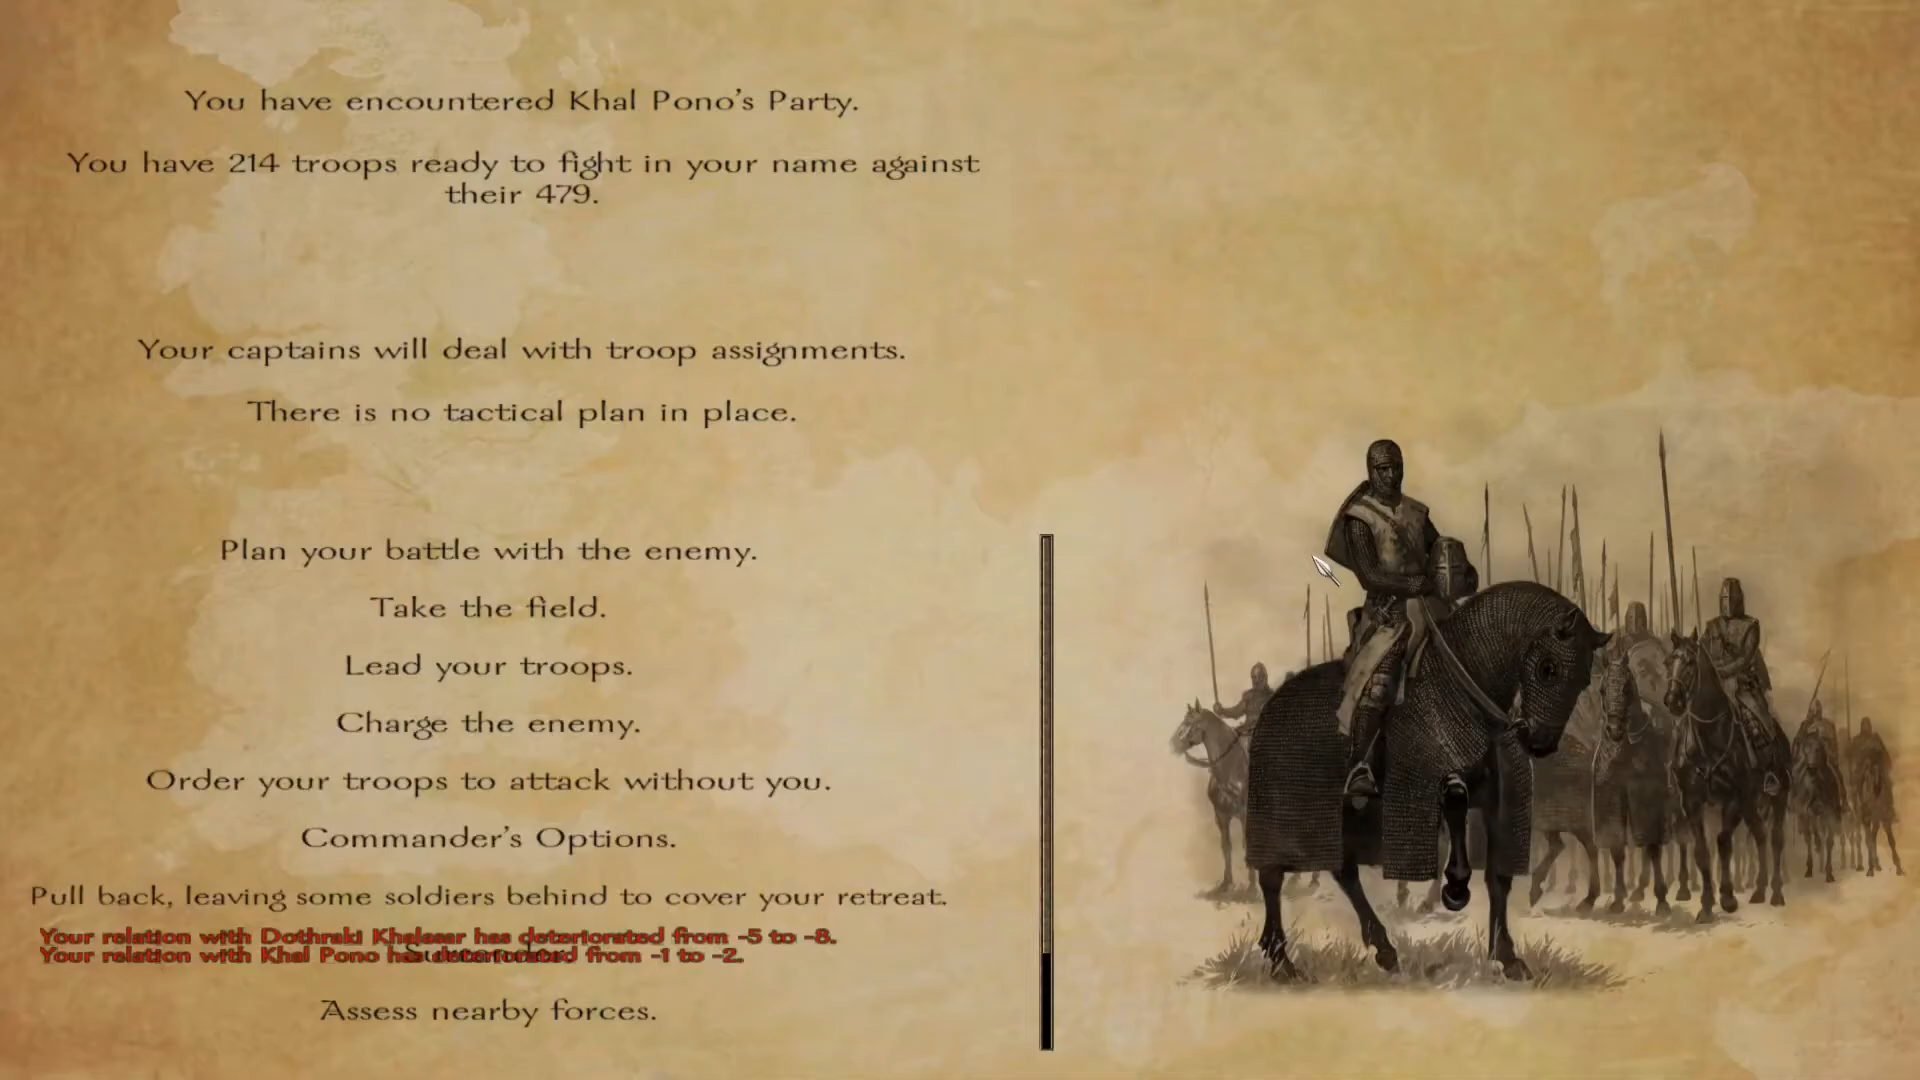 You have encountered Khal Pono's Party.
You have 214 troops ready to fight in your name against
their 479.
Your captains will deal with troop assignments.
There is no tactical plan in place.
Plan your battle with the enemy.
Take the field.
Lead your troops.
Charge the enemy.
Order your troops to attack without you.
Commander's Options.
Pull back, leaving some soldiers behind to cover your retreat.
Your relation with Dothraki Khalasar has deteriorated from -5 to -8.
Your relation with Khal Pono has deteriorated from -1 to -2.
Assess nearby forces.